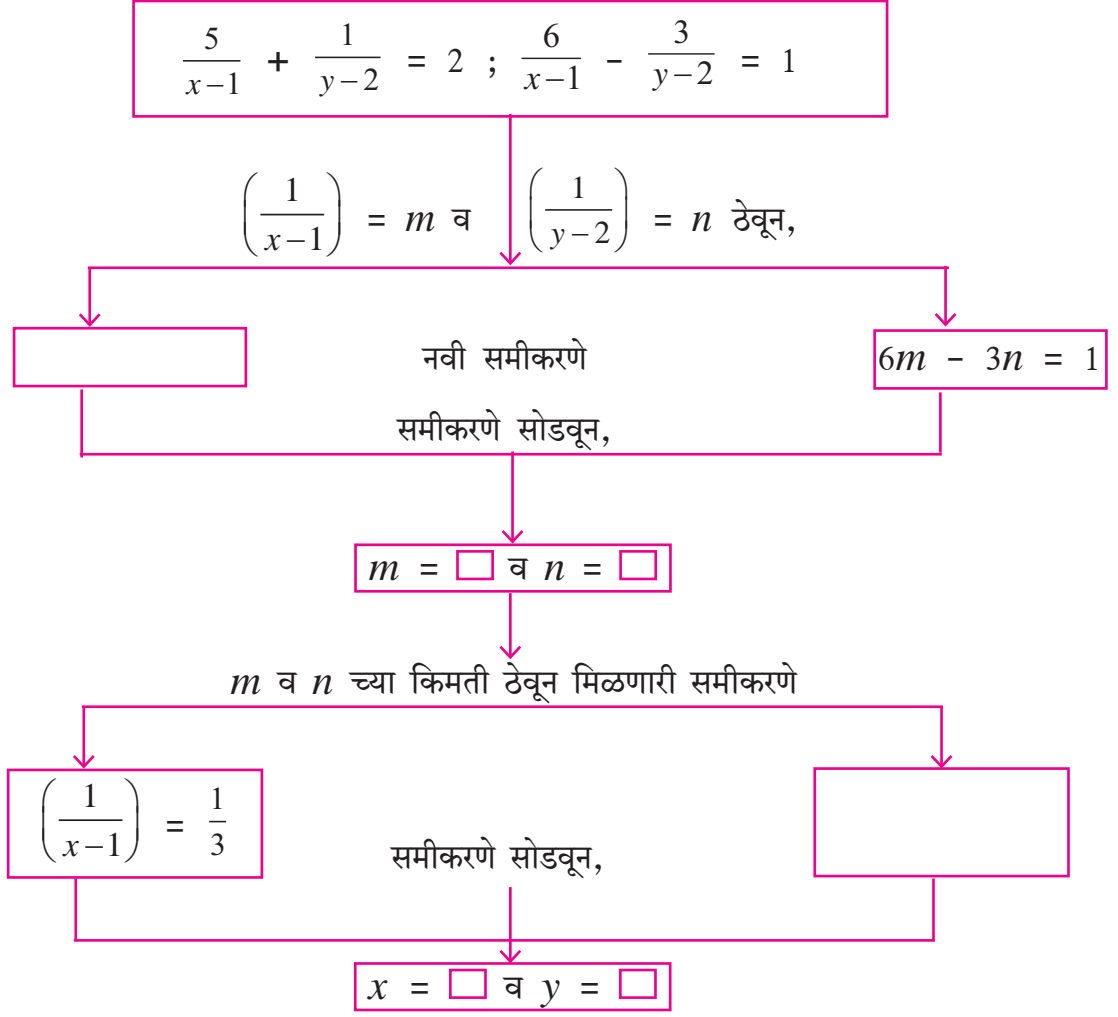 5/(x−1) + 1/(y−2) = 2 ; 6/(x−1) - 3/(y−2) = 1
(1/(x−1)) = m व (1/(y−2)) = n ठेवून,
नवी समीकरणे 6m - 3n = 1
समीकरणे सोडवून,
m = □ व n = □
m व n च्या किमती ठेवून मिळणारी समीकरणे
(1/(x−1)) = 1/3
समीकरणे सोडवून,
x = □ व y = □